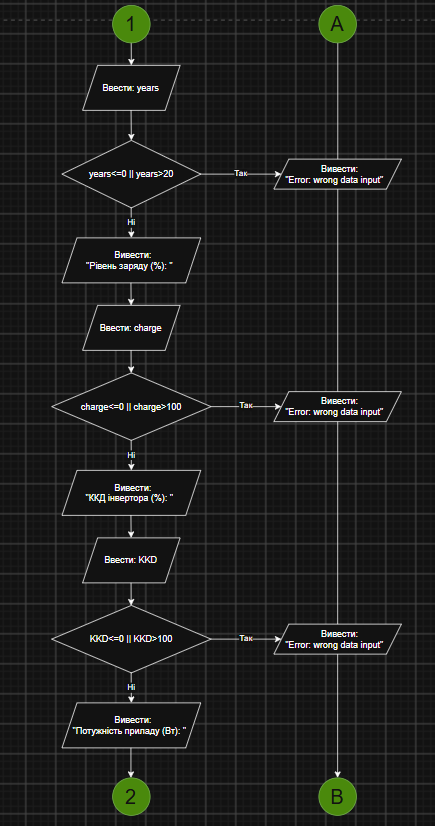 1
A
Ввести: years
years<=0 || years>20
Так
Вивести:
"Error: wrong data input"
Ні
Вивести:
"Рівень заряду (%): "
Ввести: charge
charge<=0 || charge>100
Так
Вивести:
"Error: wrong data input"
Ні
Вивести:
"ККД інвертора (%): "
Ввести: KKD
KKD<=0 || KKD>100
Так
Вивести:
"Error: wrong data input"
Ні
Вивести:
"Потужність приладу (Вт): "
2
B